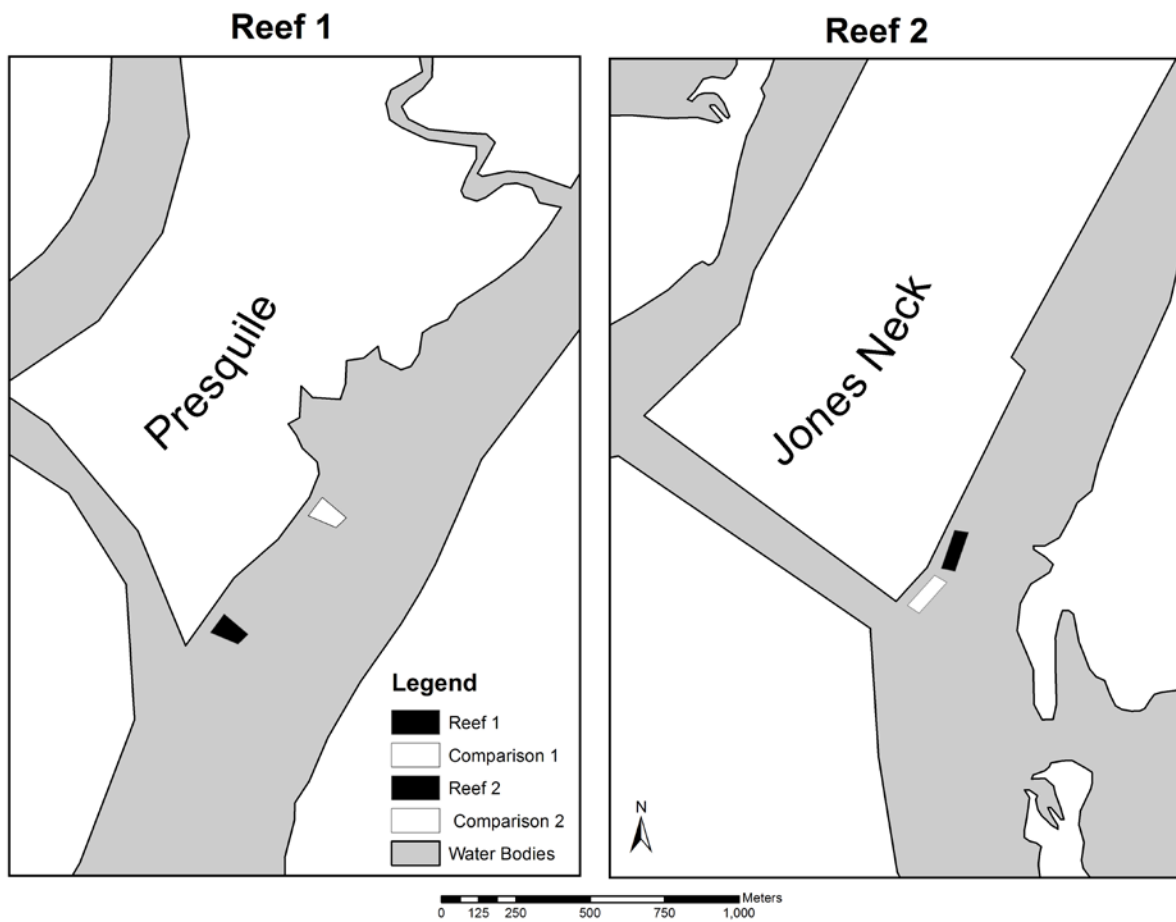 Reef 1
Reef 2
Presquile
Jones Neck
Legend
Reef 1
Comparison 1
Reef 2
Comparison 2
Water Bodies
N
Meters
0 125 250 500 750 1,000